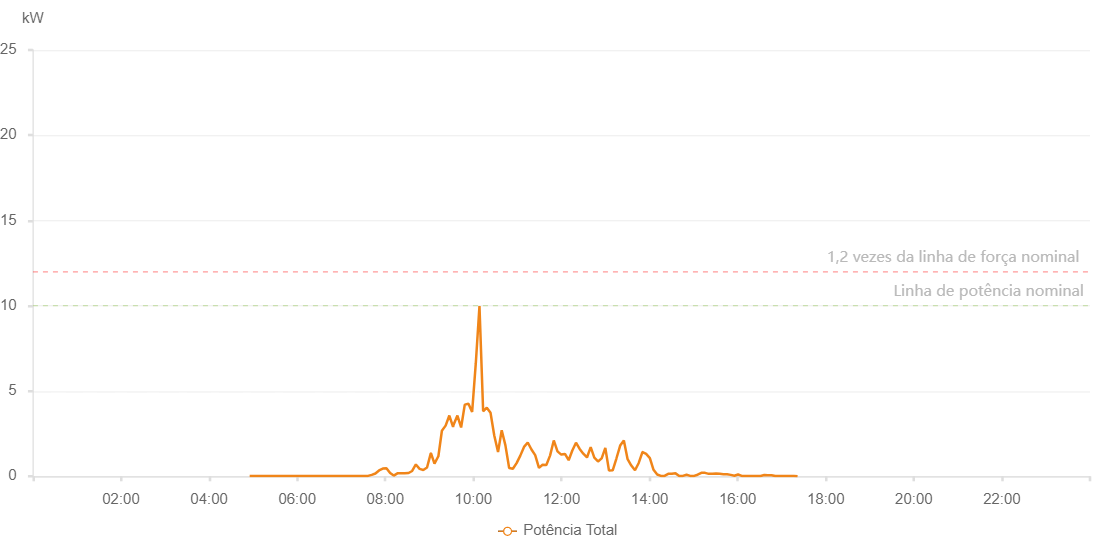 kW
25
20
15
1,2 vezes da linha de força nominal
Linha de potência nominal
10
5
0
02:00 04:00 06:00 08:00 10:00 12:00 14:00 16:00 18:00 20:00 22:00
Potência Total